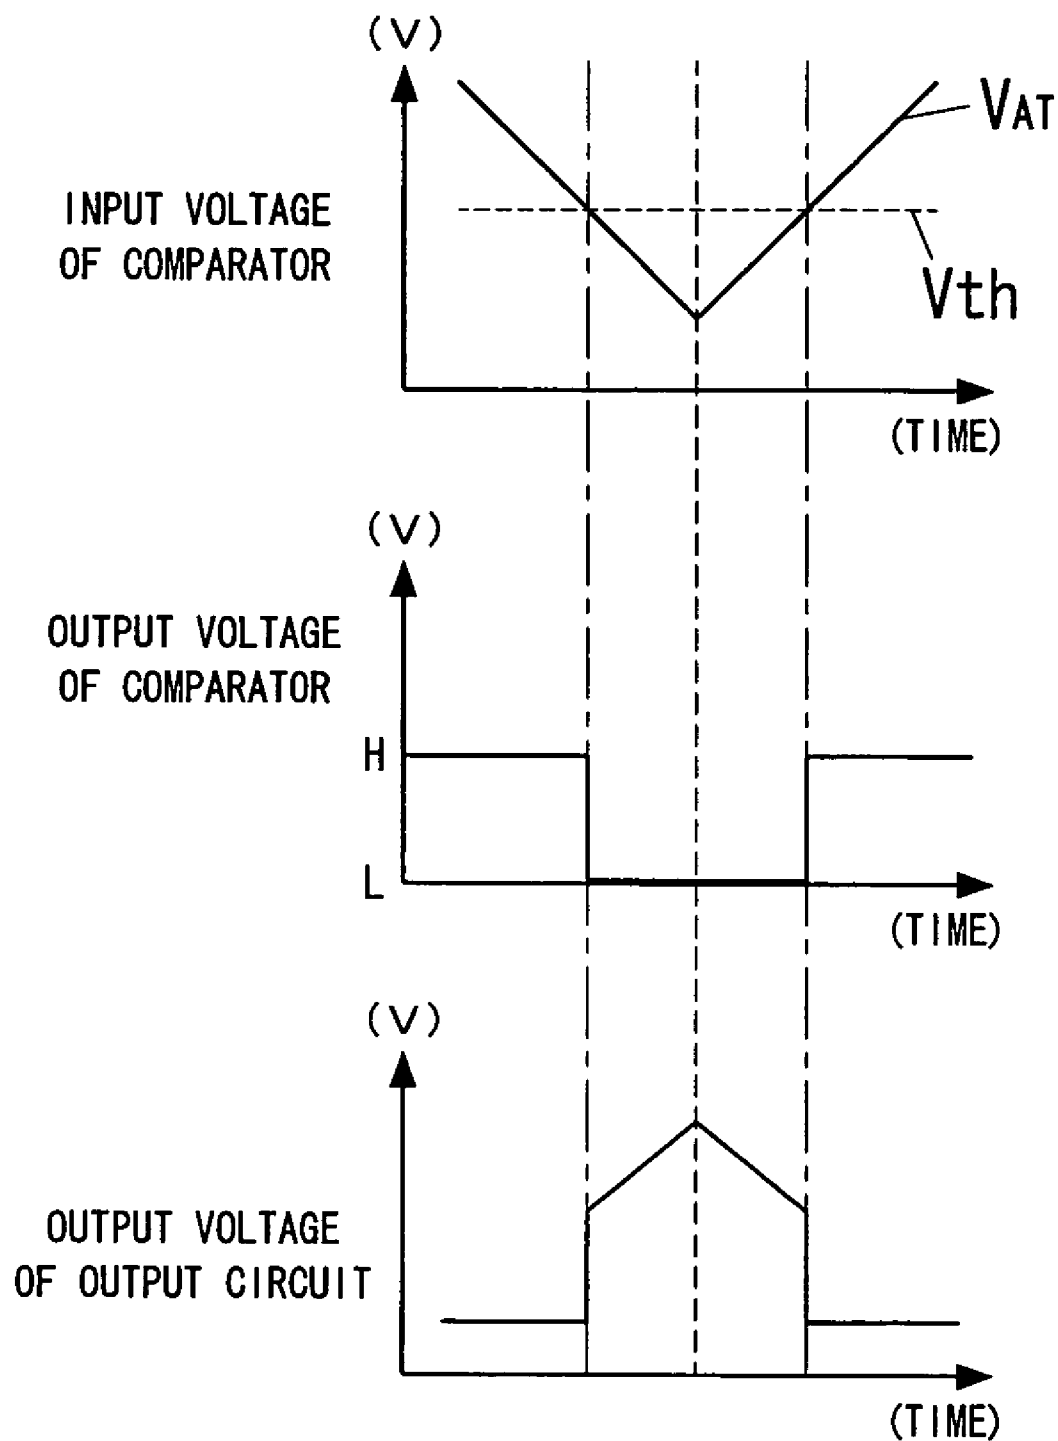 (V)
VAT
INPUT VOLTAGE
OF COMPARATOR
Vth
(TIME)
(V)
OUTPUT VOLTAGE
OF COMPARATOR
H
L
(TIME)
(V)
OUTPUT VOLTAGE
OF OUTPUT CIRCUIT
(TIME)